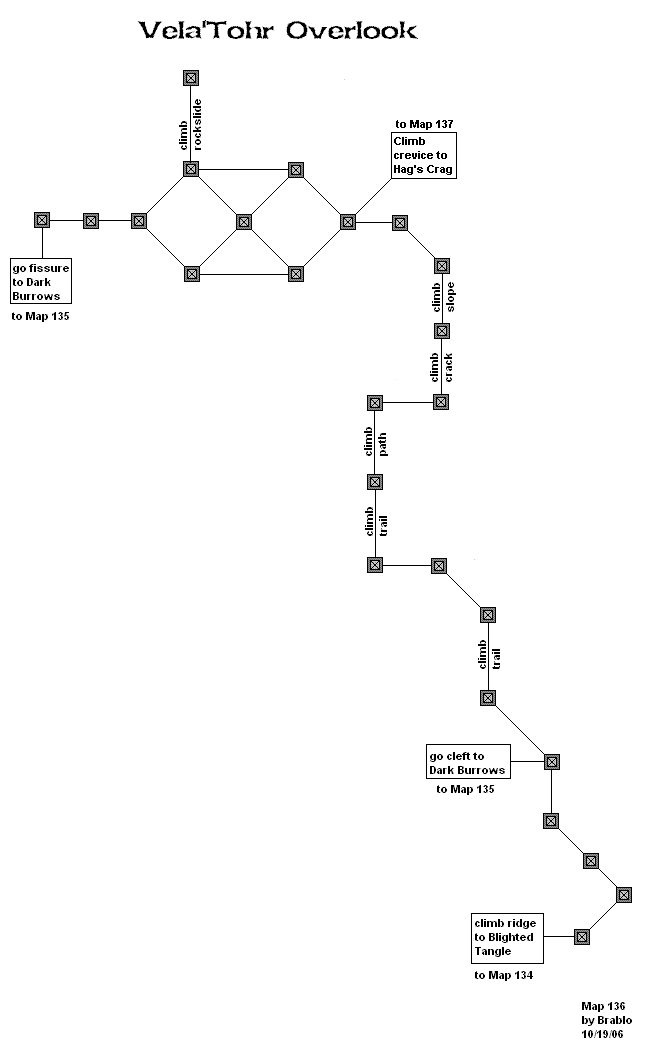 Vela'Tohr Overlook
climb
rockslide
to Map 137
Climb
crevice to
Hag's Crag
go fissure
to Dark
Burrows
to Map 135
climb
slope
climb
crack
climb
path
climb
trail
climb
trail
go cleft to
Dark Burrows
to Map 135
climb ridge
to Blighted
Tangle
to Map 134
Map 136
by Brablo
10/19/06